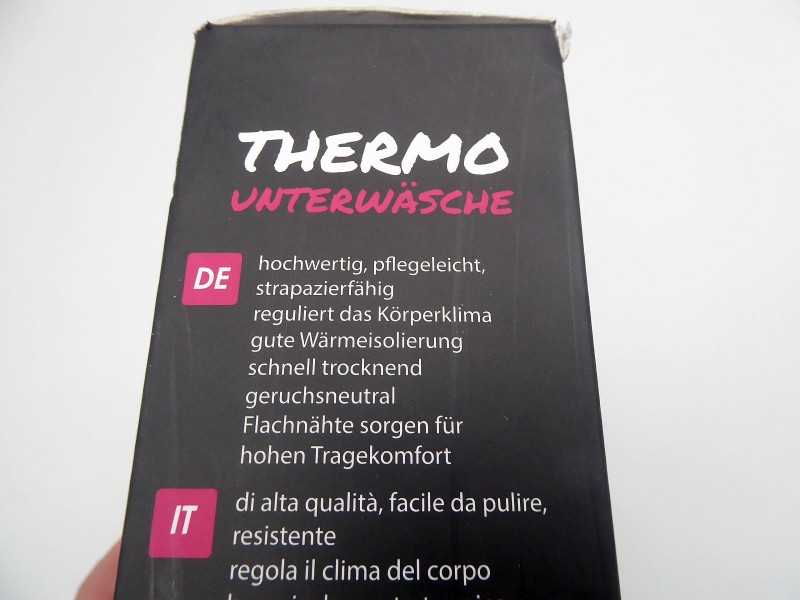 THERMO
UNTERWÄSCHE
DE
hochwertig, pflegeleicht,
strapazierfähig
reguliert das Körperklima
gute Wärmeisolierung
schnell trocknend
geruchsneutral
Flachnähte sorgen für
hohen Tragekomfort
IT
di alta qualità, facile da pulire,
resistente
regola il clima del corpo